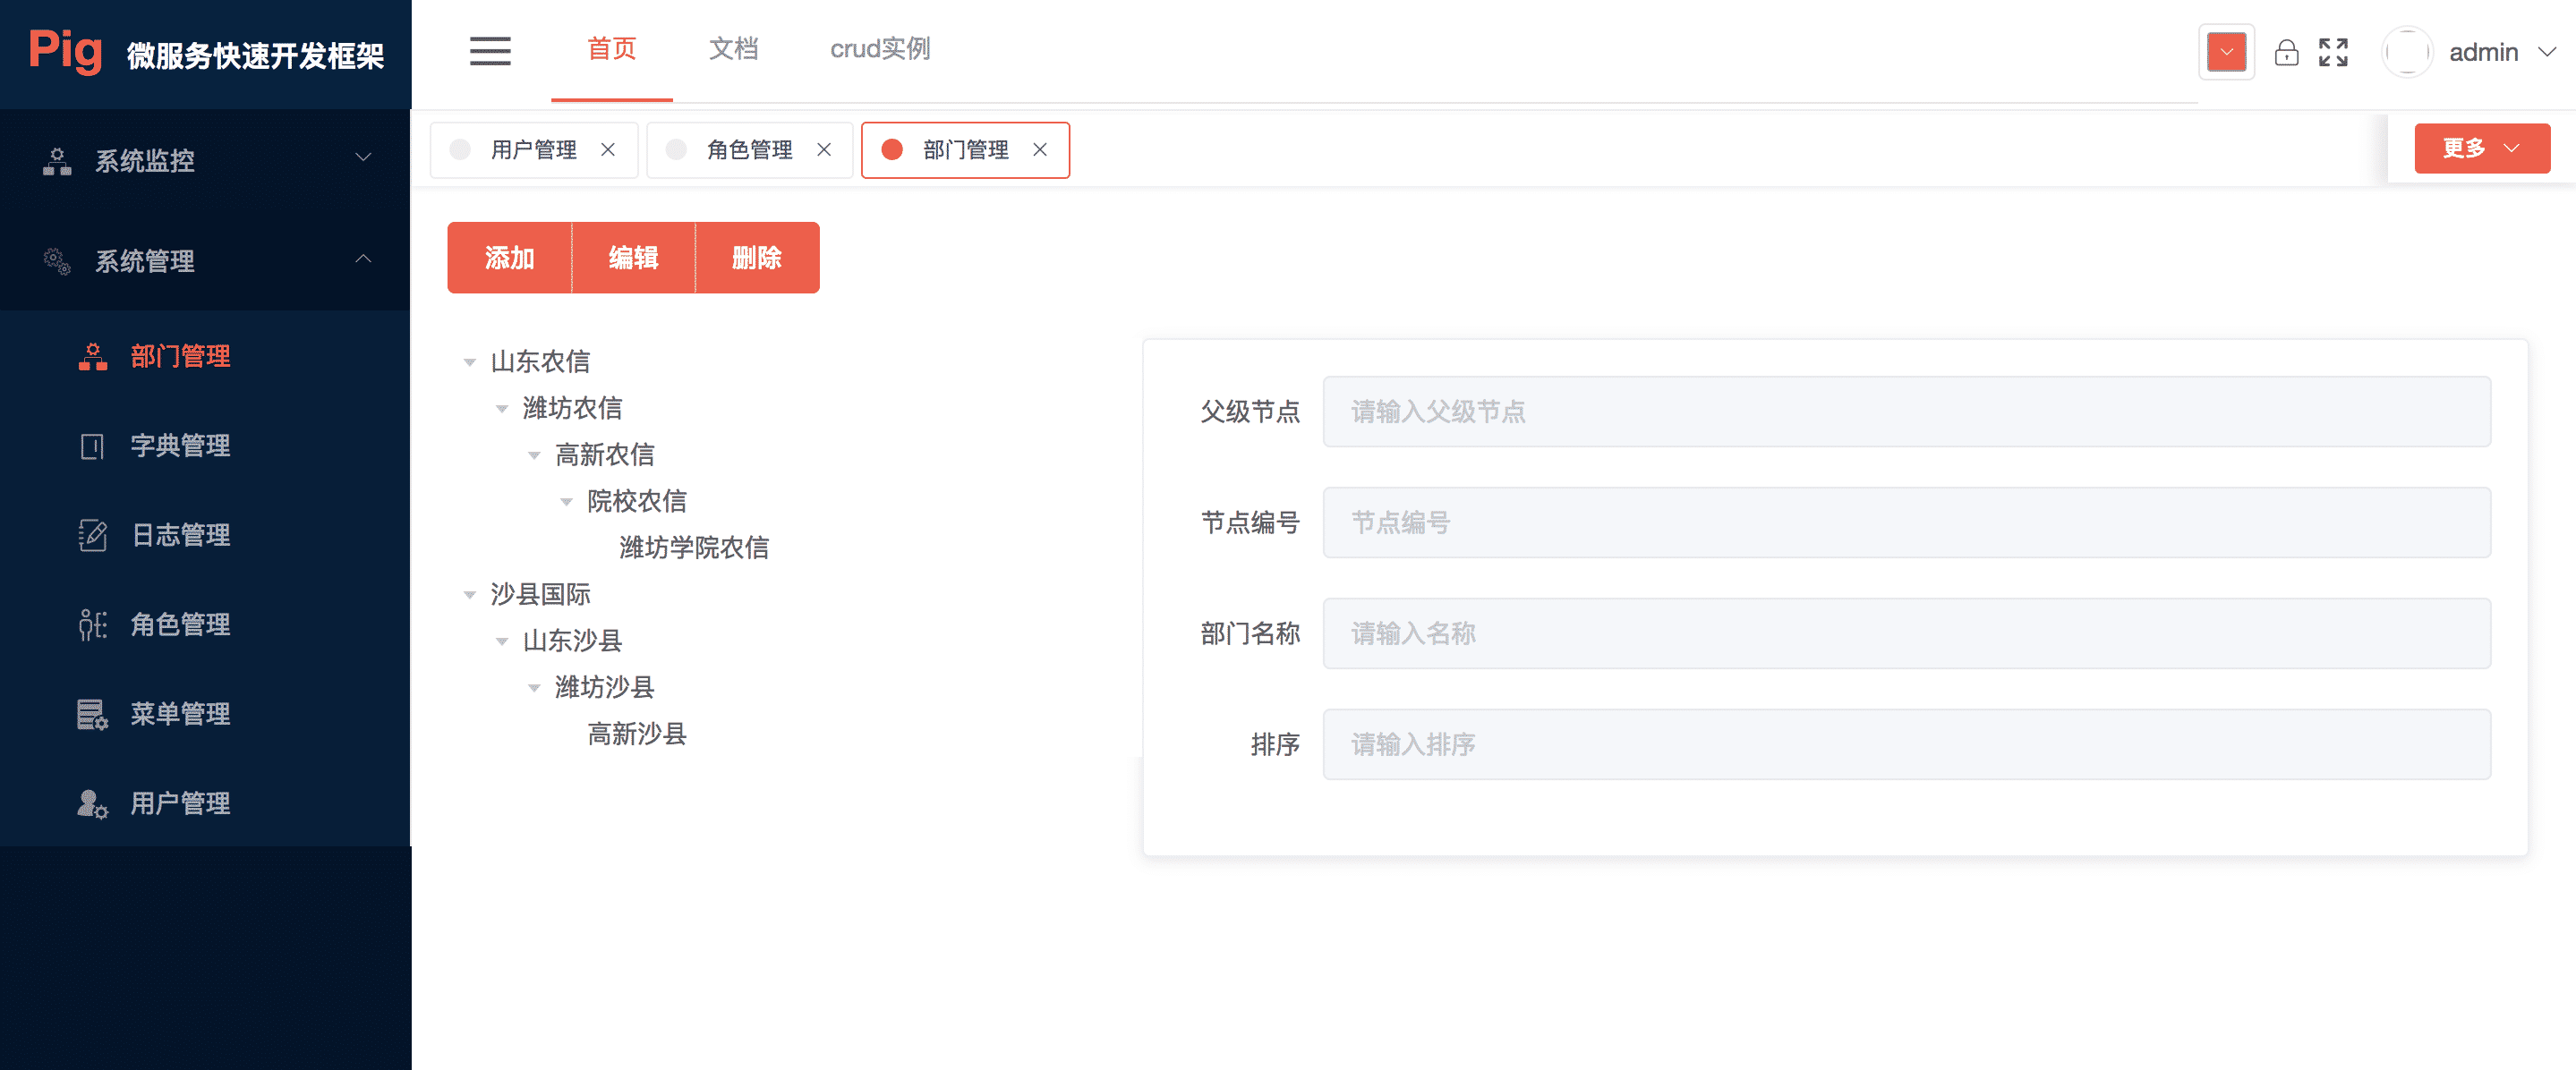 Pig 微服务快速开发框架
首页 文档 crud实例
admin
系统监控
系统管理
部门管理
字典管理
日志管理
角色管理
菜单管理
用户管理
用户管理 角色管理 部门管理
更多
添加 编辑 删除
山东农信
潍坊农信
高新农信
院校农信
潍坊学院农信
沙县国际
山东沙县
潍坊沙县
高新沙县
父级节点 请输入父级节点
节点编号 节点编号
部门名称 请输入名称
排序 请输入排序